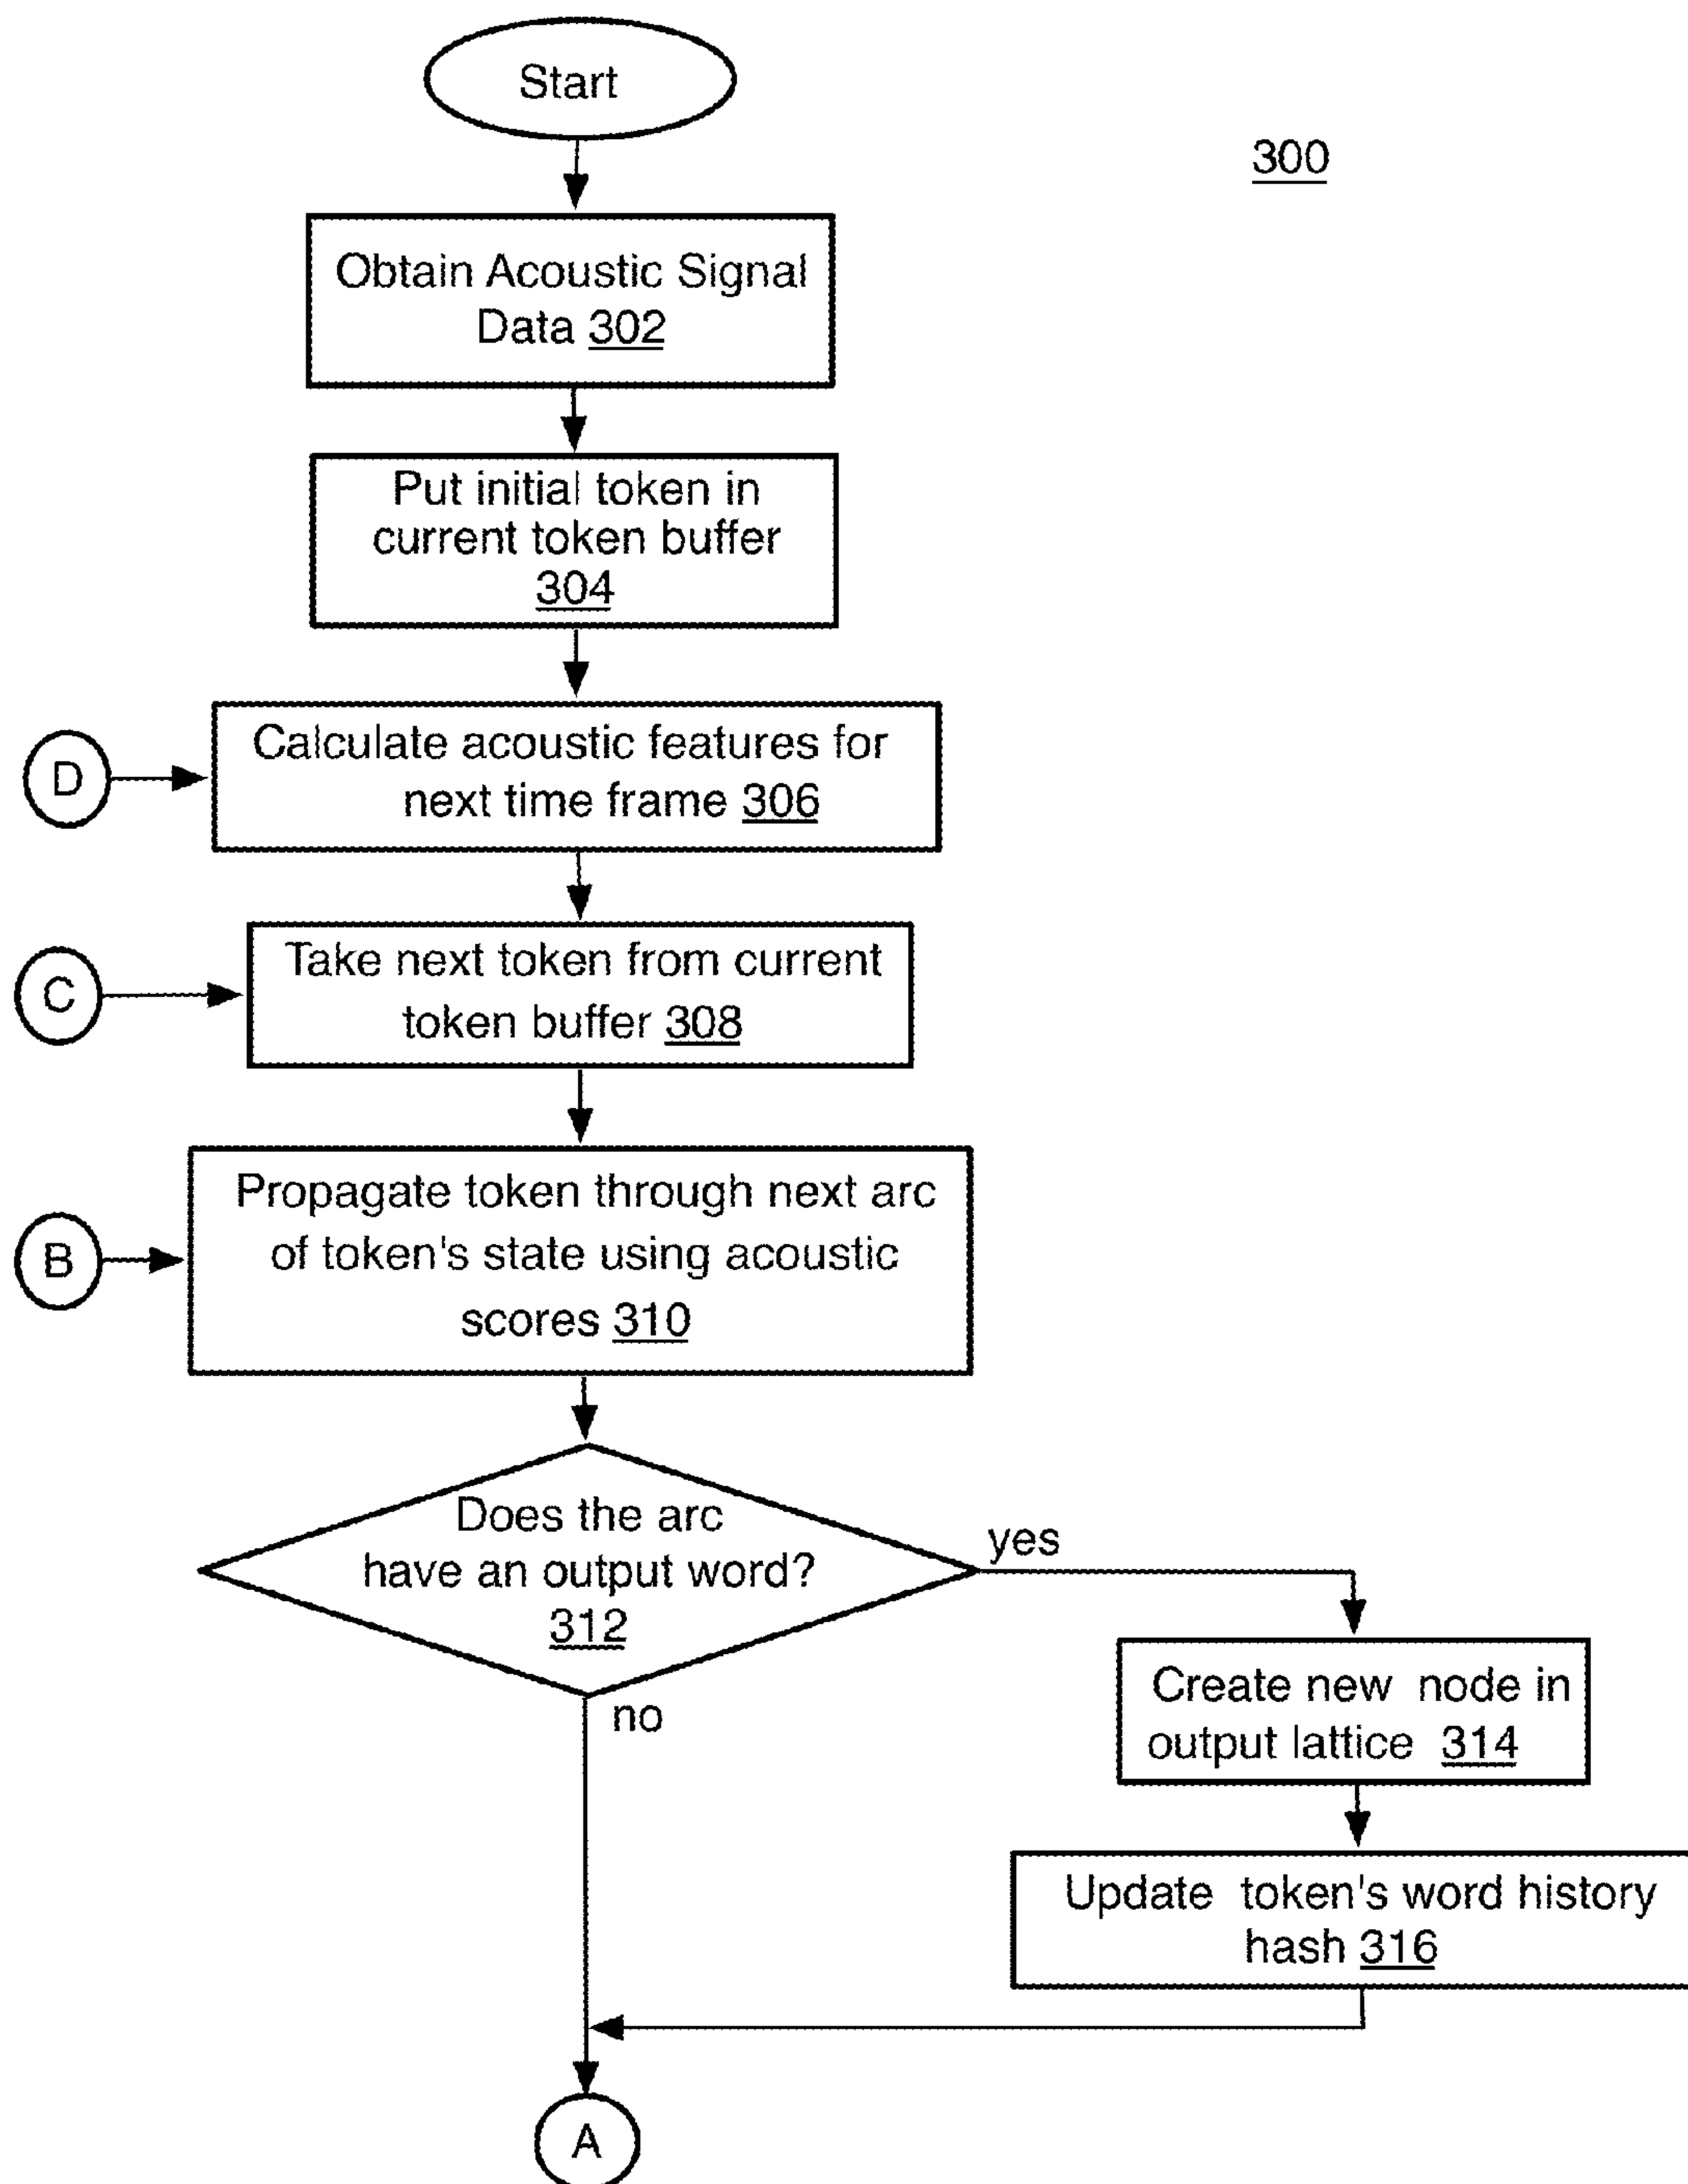 Start
300
Obtain Acoustic Signal
Data 302
Put initial token in
current token buffer
304
D
Calculate acoustic features for
next time frame 306
C
Take next token from current
token buffer 308
B
Propagate token through next arc
of token's state using acoustic
scores 310
Does the arc
have an output word?
312
yes
no
Create new node in
output lattice 314
Update token's word history
hash 316
A